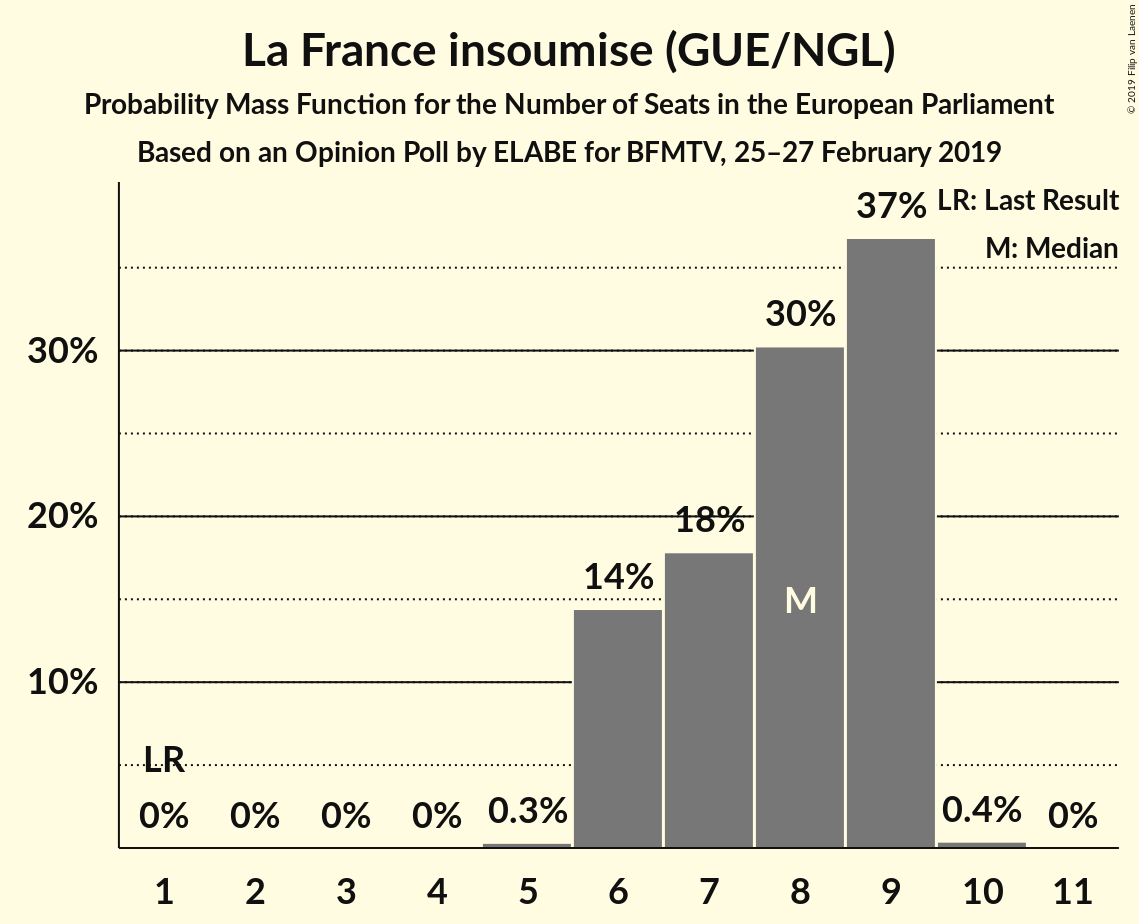 La France insoumise (GUE/NGL)
Probability Mass Function for the Number of Seats in the European Parliament
Based on an Opinion Poll by ELABE for BFMTV, 25–27 February 2019
© 2019 Filip van Laenen
LR: Last Result
M: Median
37%
30%
30%
20%
18%
14%
M
10%
LR
0%
0%
0%
0%
0.3%
0.4%
0%
1 2 3 4 5 6 7 8 9 10 11